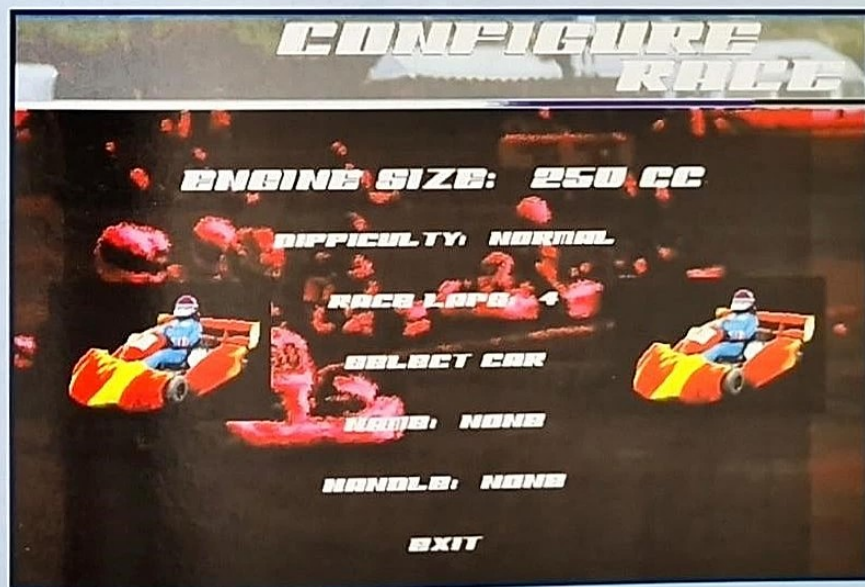 CONFIGURE
RACE
ENGINE SIZE: 250 CC
DIFFICULTY: NORMAL
RACE LAPS: 4
SELECT CAR
NAME: NONE
HANDLE: NONE
EXIT